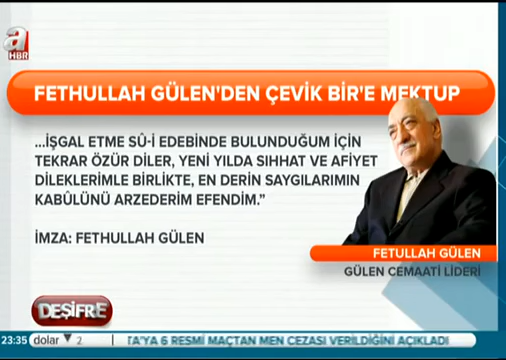 a
HBR
FETHULLAH GÜLEN'DEN ÇEVİK BİR'E MEKTUP
...İŞGAL ETME SÛ-İ EDEBİNDE BULUNDUĞUM İÇİN
TEKRAR ÖZÜR DİLER, YENİ YILDA SIHHAT VE AFİYET
DİLEKLERİMLE BİRLİKTE, EN DERİN SAYGILARIMIN
KABÛLÜNÜ ARZEDERİM EFENDİM.”
İMZA: FETHULLAH GÜLEN
FETULLAH GÜLEN
GÜLEN CEMAATİ LİDERİ
DEŞİFRE
23:35 dolar 2 TA'YA 6 RESMİ MAÇTAN MEN CEZASI VERİLDİĞİNİ AÇIKLADI